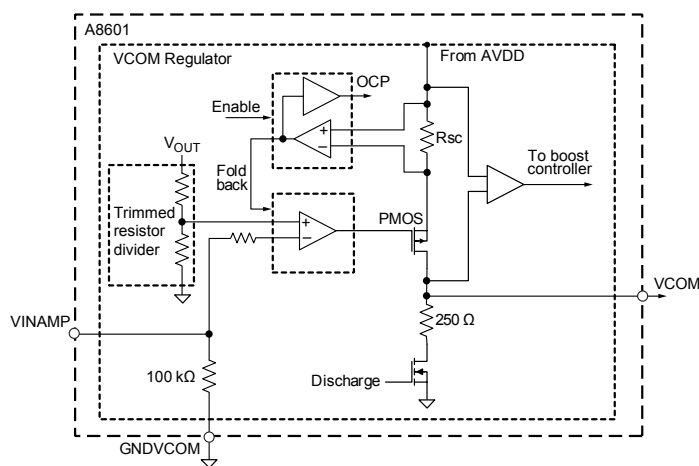 A8601
VCOM Regulator
From AVDD
OCP
Enable
+
−
Rsc
VOUT
Fold
back
To boost
controller
Trimmed
resistor
divider
+
−
PMOS
VCOM
VINAMP
250 Ω
100 kΩ
Discharge
GNDVCOM